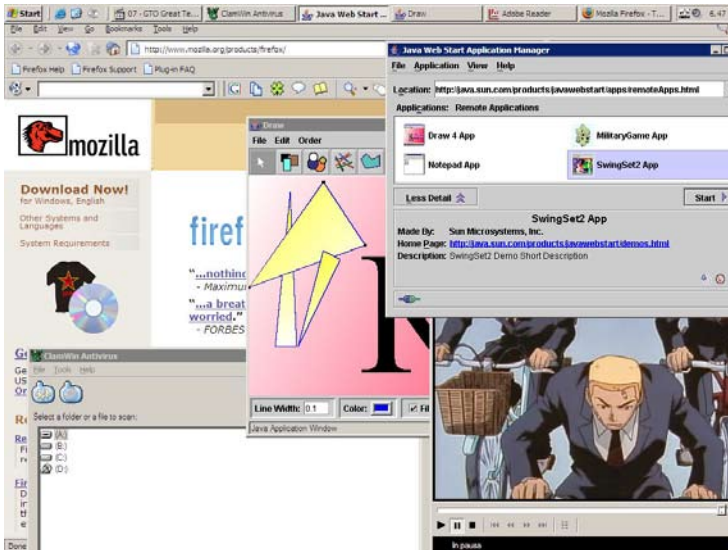 Start
07 - GTO Great Te...
ClamWin Antivirus
Java Web Start ...
Draw
Adobe Reader
Mozilla Firefox - T...
6.47
File Edit View Go Bookmarks Tools Help
http://www.mozilla.org/products/firefox/
Firefox Help Firefox Support Plug-in FAQ
mozilla
Download Now!
for Windows, English
Other Systems and
Languages
System Requirements
firef
"...nothin
- Maximu
"...a breat
worried."
- FORBES
Draw
File Edit Order
Line Width: 0.1 Color: Fil
Java Application Window
Java Web Start Application Manager
File Application View Help
Location: http://java.sun.com/products/javawebstart/apps/remoteApps.html
Applications: Remote Applications
Draw 4 App
MilitaryGame App
Notepad App
SwingSet2 App
Less Detail
Start
SwingSet2 App
Made By: Sun Microsystems, Inc.
Home Page: http://java.sun.com/products/javawebstart/demos.html
Description: SwingSet2 Demo Short Description
ClamWin Antivirus
File Tools Help
Select a folder or a file to scan:
(A:)
(B:)
(C:)
(D:)
In pausa
Done